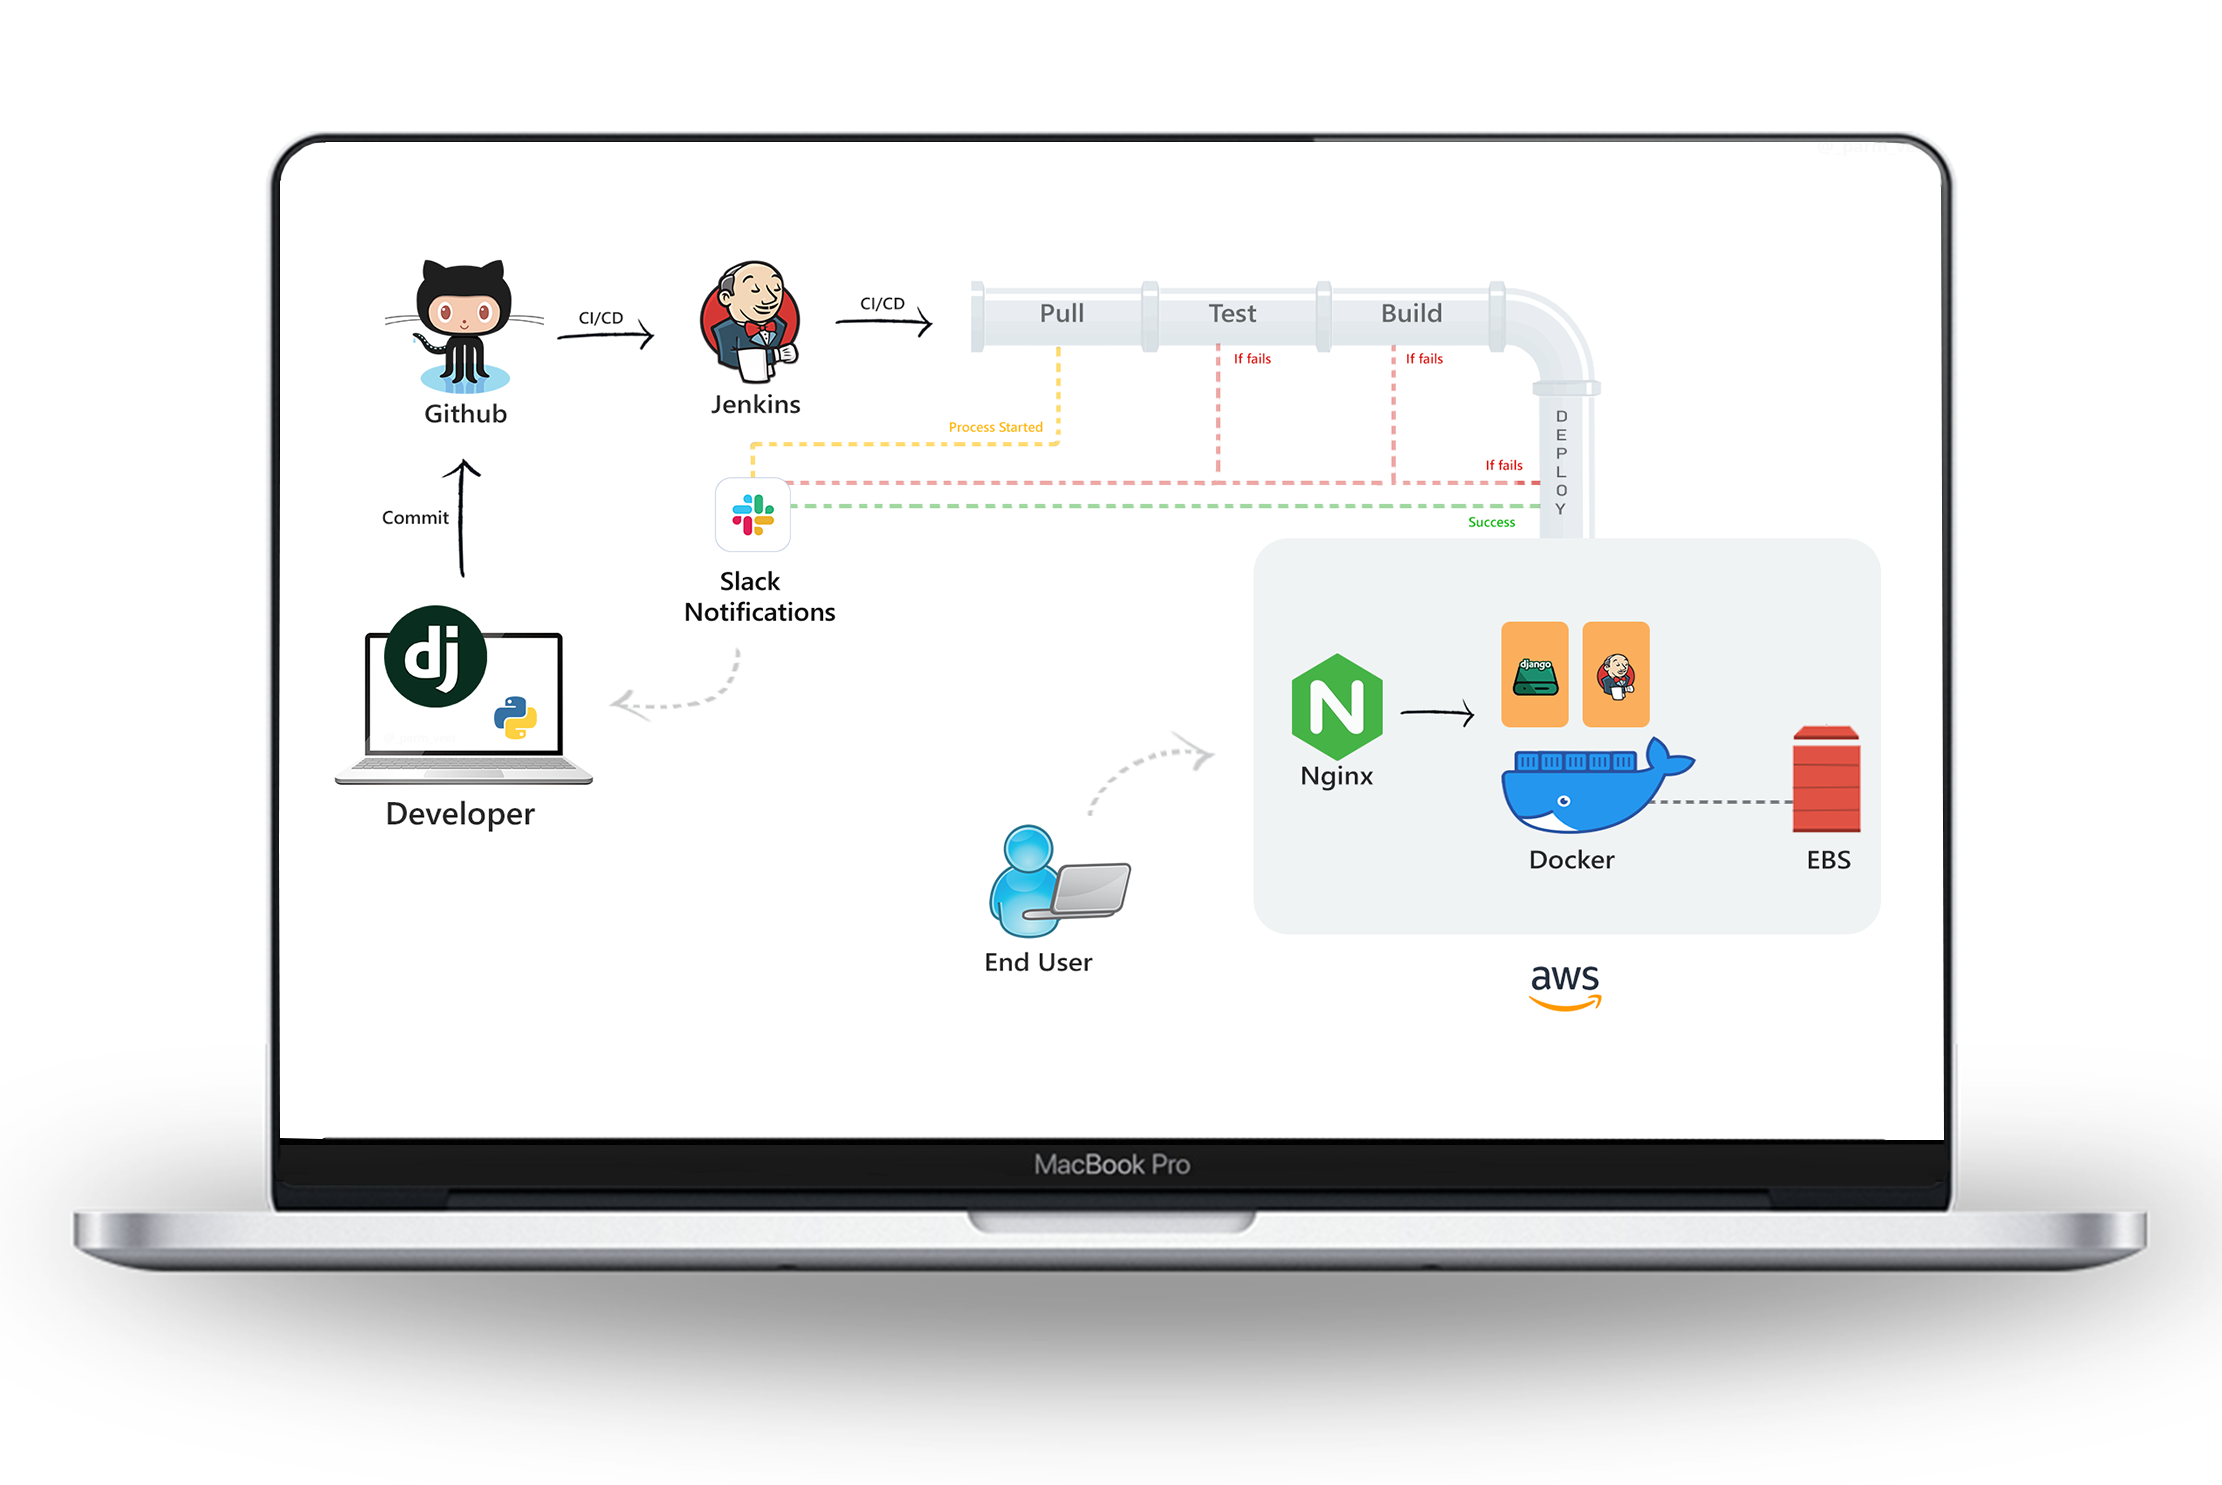 CI/CD
CI/CD
Pull
Test
Build
Github
Jenkins
If fails
If fails
Process Started
D
E
P
L
O
Y
If fails
Success
Commit
Slack
Notifications
dj
django
Developer
N
Nginx
Docker
EBS
End User
aws
MacBook Pro